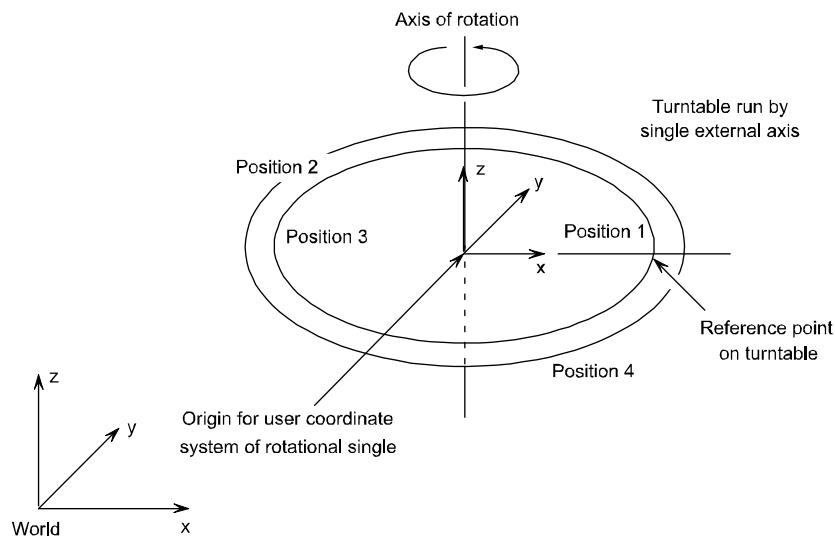 Axis of rotation
Turntable run by
single external axis
Position 2
z
y
Position 3
Position 1
x
Reference point
on turntable
Position 4
z
y
Origin for user coordinate
system of rotational single
World
x